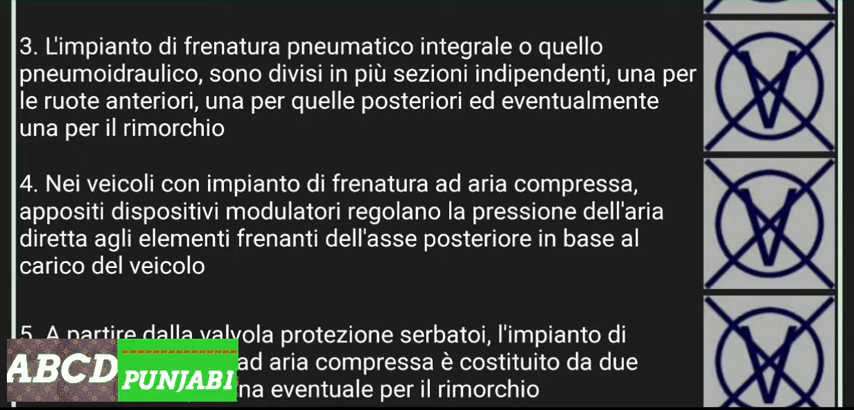 3. L'impianto di frenatura pneumatico integrale o quello
pneumoidraulico, sono divisi in più sezioni indipendenti, una per
le ruote anteriori, una per quelle posteriori ed eventualmente
una per il rimorchio
V
4. Nei veicoli con impianto di frenatura ad aria compressa,
appositi dispositivi modulatori regolano la pressione dell'aria
diretta agli elementi frenanti dell'asse posteriore in base al
carico del veicolo
V
5. A partire dalla valvola protezione serbatoi, l'impianto di
ad aria compressa è costituito da due
eventuale per il rimorchio
V
ABCD PUNJABI